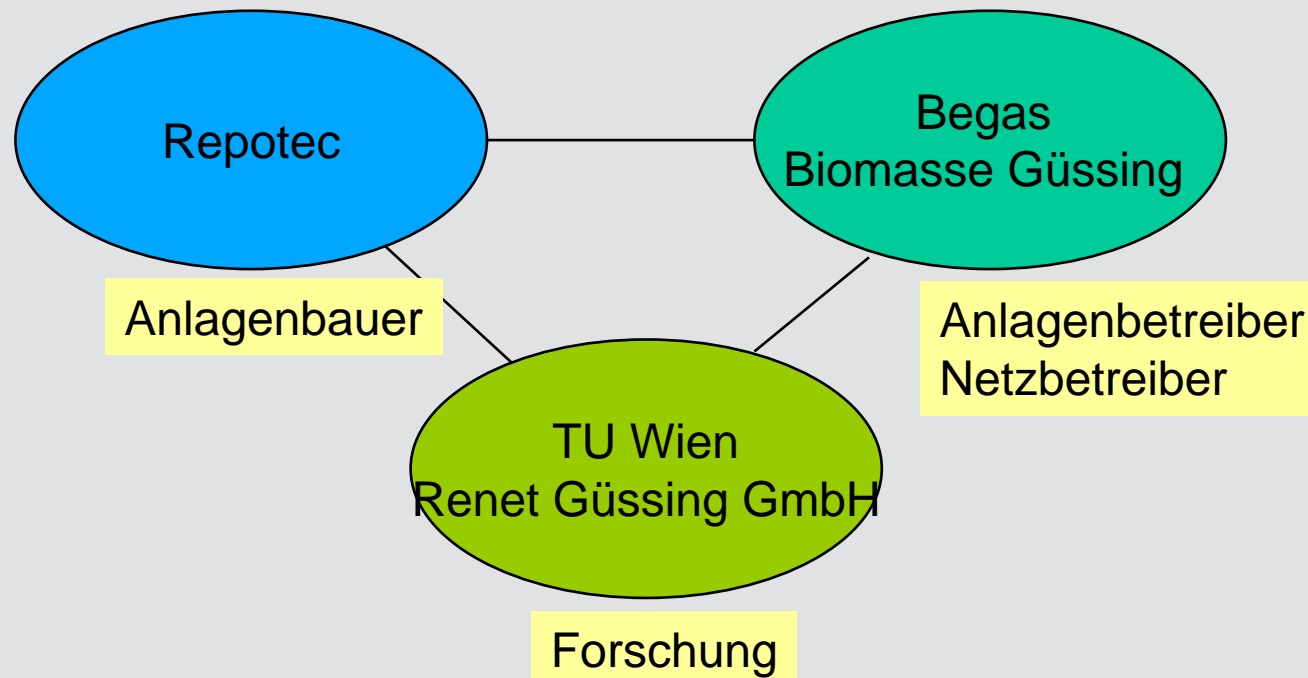 Repotec
Begas
Biomasse Güssing
Anlagenbauer
Anlagenbetreiber
Netzbetreiber
TU Wien
Renet Güssing GmbH
Forschung